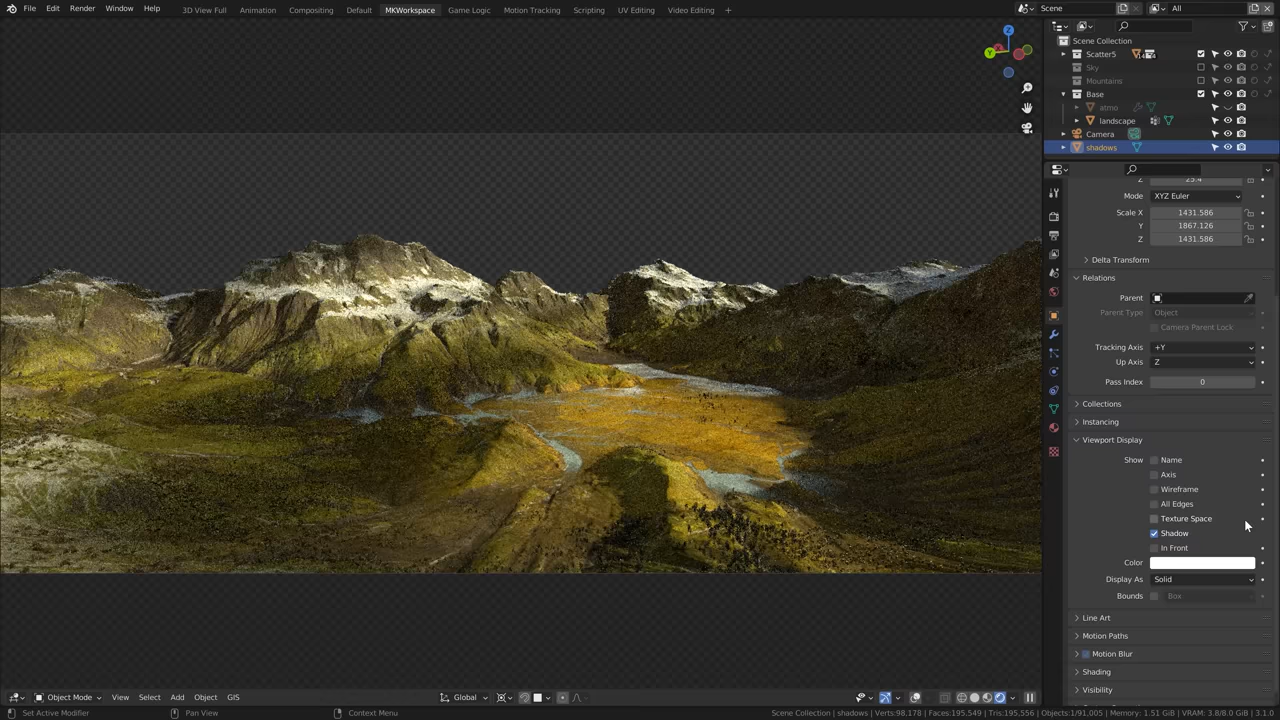 File Edit Render Window Help 3D View Full Animation Compositing Default MKWorkspace Game Logic Motion Tracking Scripting UV Editing Video Editing + Scene All
Scene Collection
Scatter5
Sky
Mountains
Base
atmo
landscape
Camera
shadows
Z 25.4
Mode XYZ Euler
Scale X 1431.586
Y 1867.126
Z 1431.586
Delta Transform
Relations
Parent
Parent Type Object
Camera Parent Lock
Tracking Axis +Y
Up Axis Z
Pass Index 0
Collections
Instancing
Viewport Display
Show Name
Axis
Wireframe
All Edges
Texture Space
Shadow
In Front
Color
Display As Solid
Bounds Box
Line Art
Motion Paths
Motion Blur
Shading
Visibility
Object Mode View Select Add Object GIS Global
Set Active Modifier Pan View Context Menu Scene Collection | shadows | Verts:98,178 | Faces:195,549 | Tris:195,556 | Objects:1/91,005 | Memory: 1.51 GiB | VRAM: 3.8/8.0 GiB | 3.1.0